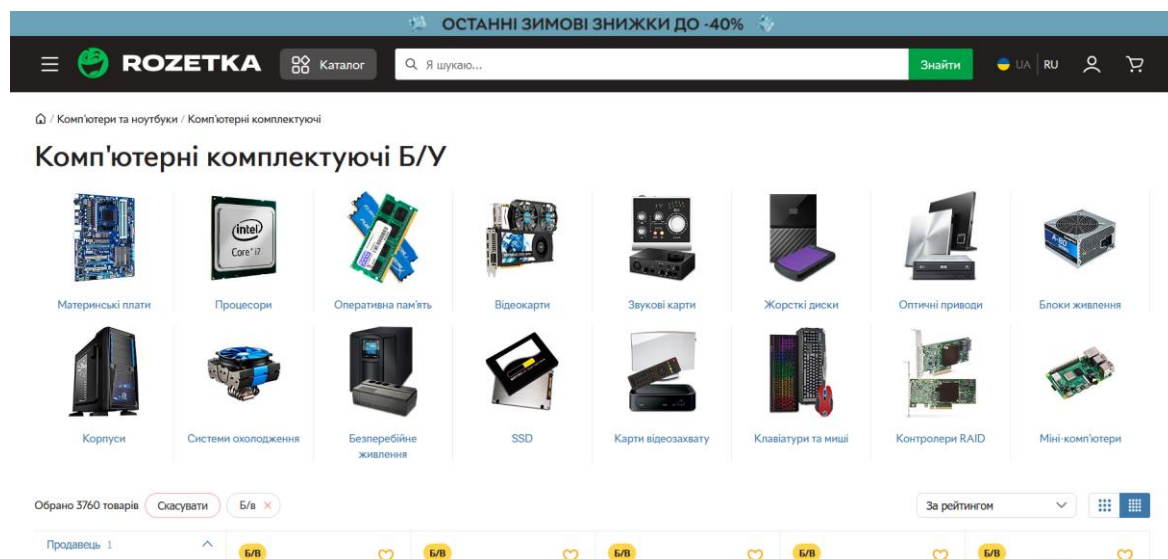 ОСТАННІ ЗИМОВІ ЗНИЖКИ ДО -40%
ROZETKA Каталог Я шукаю... Знайти UA RU
/ Комп'ютери та ноутбуки / Комп'ютерні комплектуючі
Комп'ютерні комплектуючі Б/У
intel
Core i7
A-80
Материнські плати Процесори Оперативна пам'ять Відеокарти Звукові карти Жорсткі диски Оптичні приводи Блоки живлення
Корпуси Системи охолодження Безперебійне живлення SSD Карти відеозахвату Клавіатури та миші Контролери RAID Міні-комп'ютери
Обрано 3760 товарів Скасувати Б/в × За рейтингом
Продавець 1 Б/В Б/В Б/В Б/В Б/В